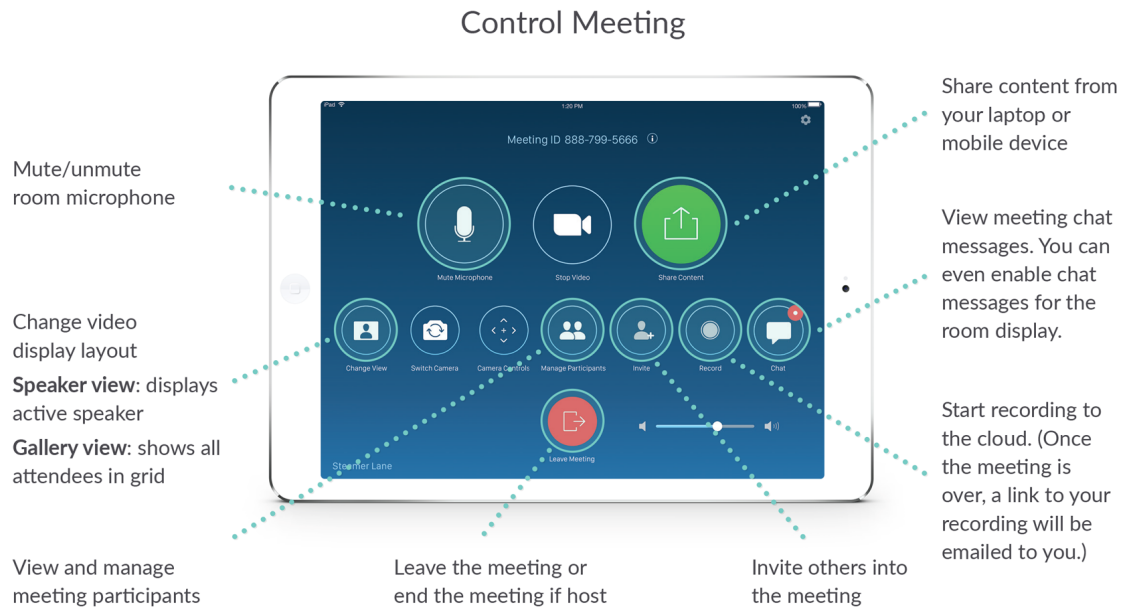 Control Meeting
iPad
1:20 PM
100%
Meeting ID 888-799-5666
Mute Microphone
Stop Video
Share Content
Change View
Switch Camera
Camera Controls
Manage Participants
Invite
Record
Chat
Leave Meeting
Steamer Lane
Mute/unmute
room microphone
Change video
display layout
Speaker view: displays
active speaker
Gallery view: shows all
attendees in grid
View and manage
meeting participants
Leave the meeting or
end the meeting if host
Invite others into
the meeting
Share content from
your laptop or
mobile device
View meeting chat
messages. You can
even enable chat
messages for the
room display.
Start recording to
the cloud. (Once
the meeting is
over, a link to your
recording will be
emailed to you.)